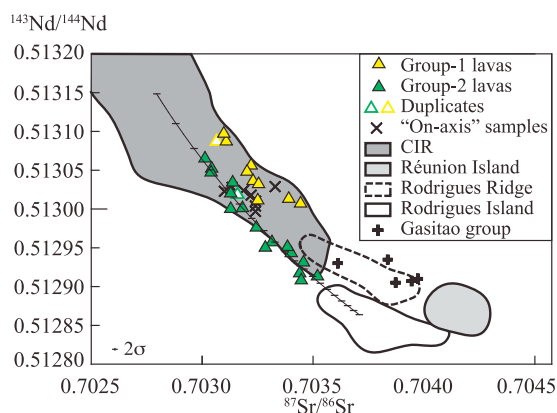 ¹⁴³Nd/¹⁴⁴Nd
0.51320
0.51315
0.51310
0.51305
0.51300
0.51295
0.51290
0.51285
0.51280
Group-1 lavas
Group-2 lavas
Duplicates
“On-axis” samples
CIR
Réunion Island
Rodrigues Ridge
Rodrigues Island
Gasitao group
2σ
0.7025 0.7030 0.7035 0.7040 0.7045
⁸⁷Sr/⁸⁶Sr